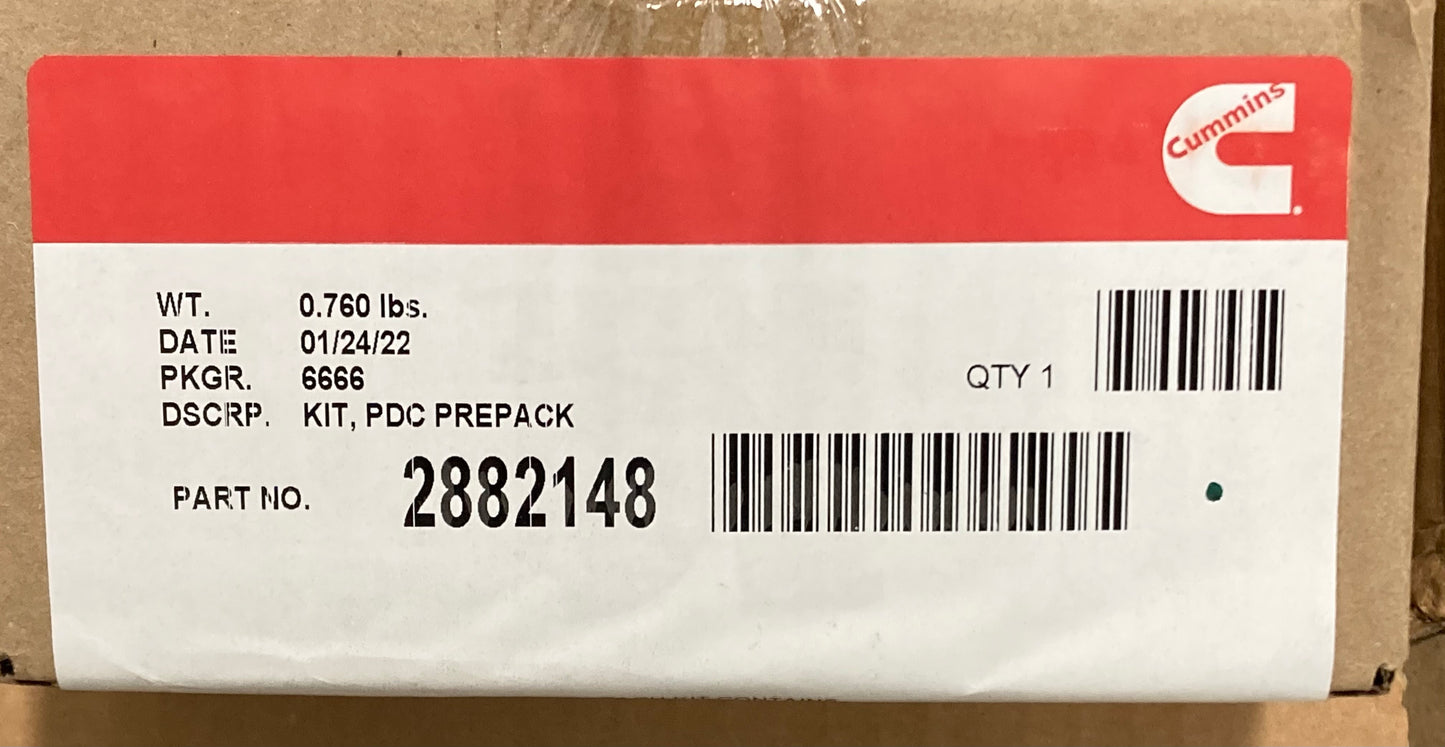 Cummins
WT. 0.760 lbs.
DATE 01/24/22
PKGR. 6666
DSCRP. KIT, PDC PREPACK
QTY 1
PART NO. 2882148